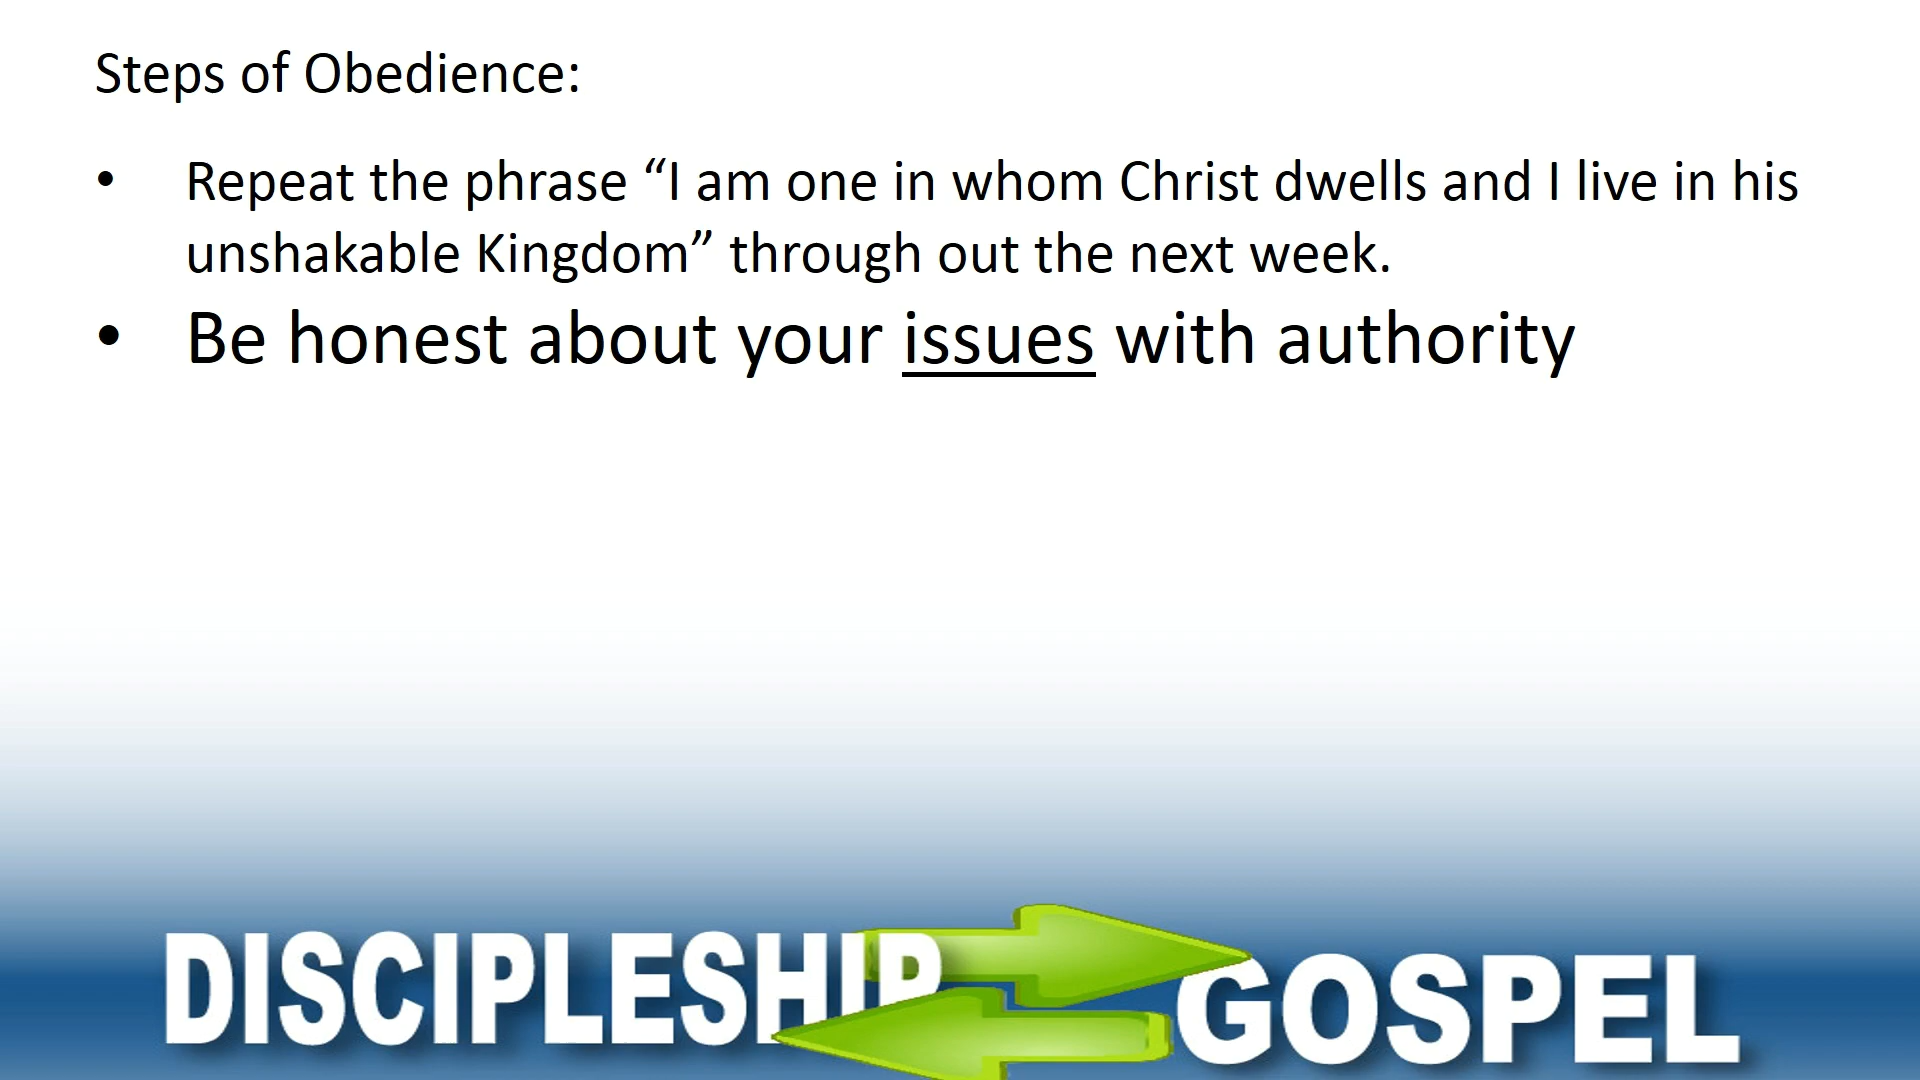 Steps of Obedience:
• Repeat the phrase “I am one in whom Christ dwells and I live in his
unshakable Kingdom” through out the next week.
• Be honest about your issues with authority
DISCIPLESHIP GOSPEL